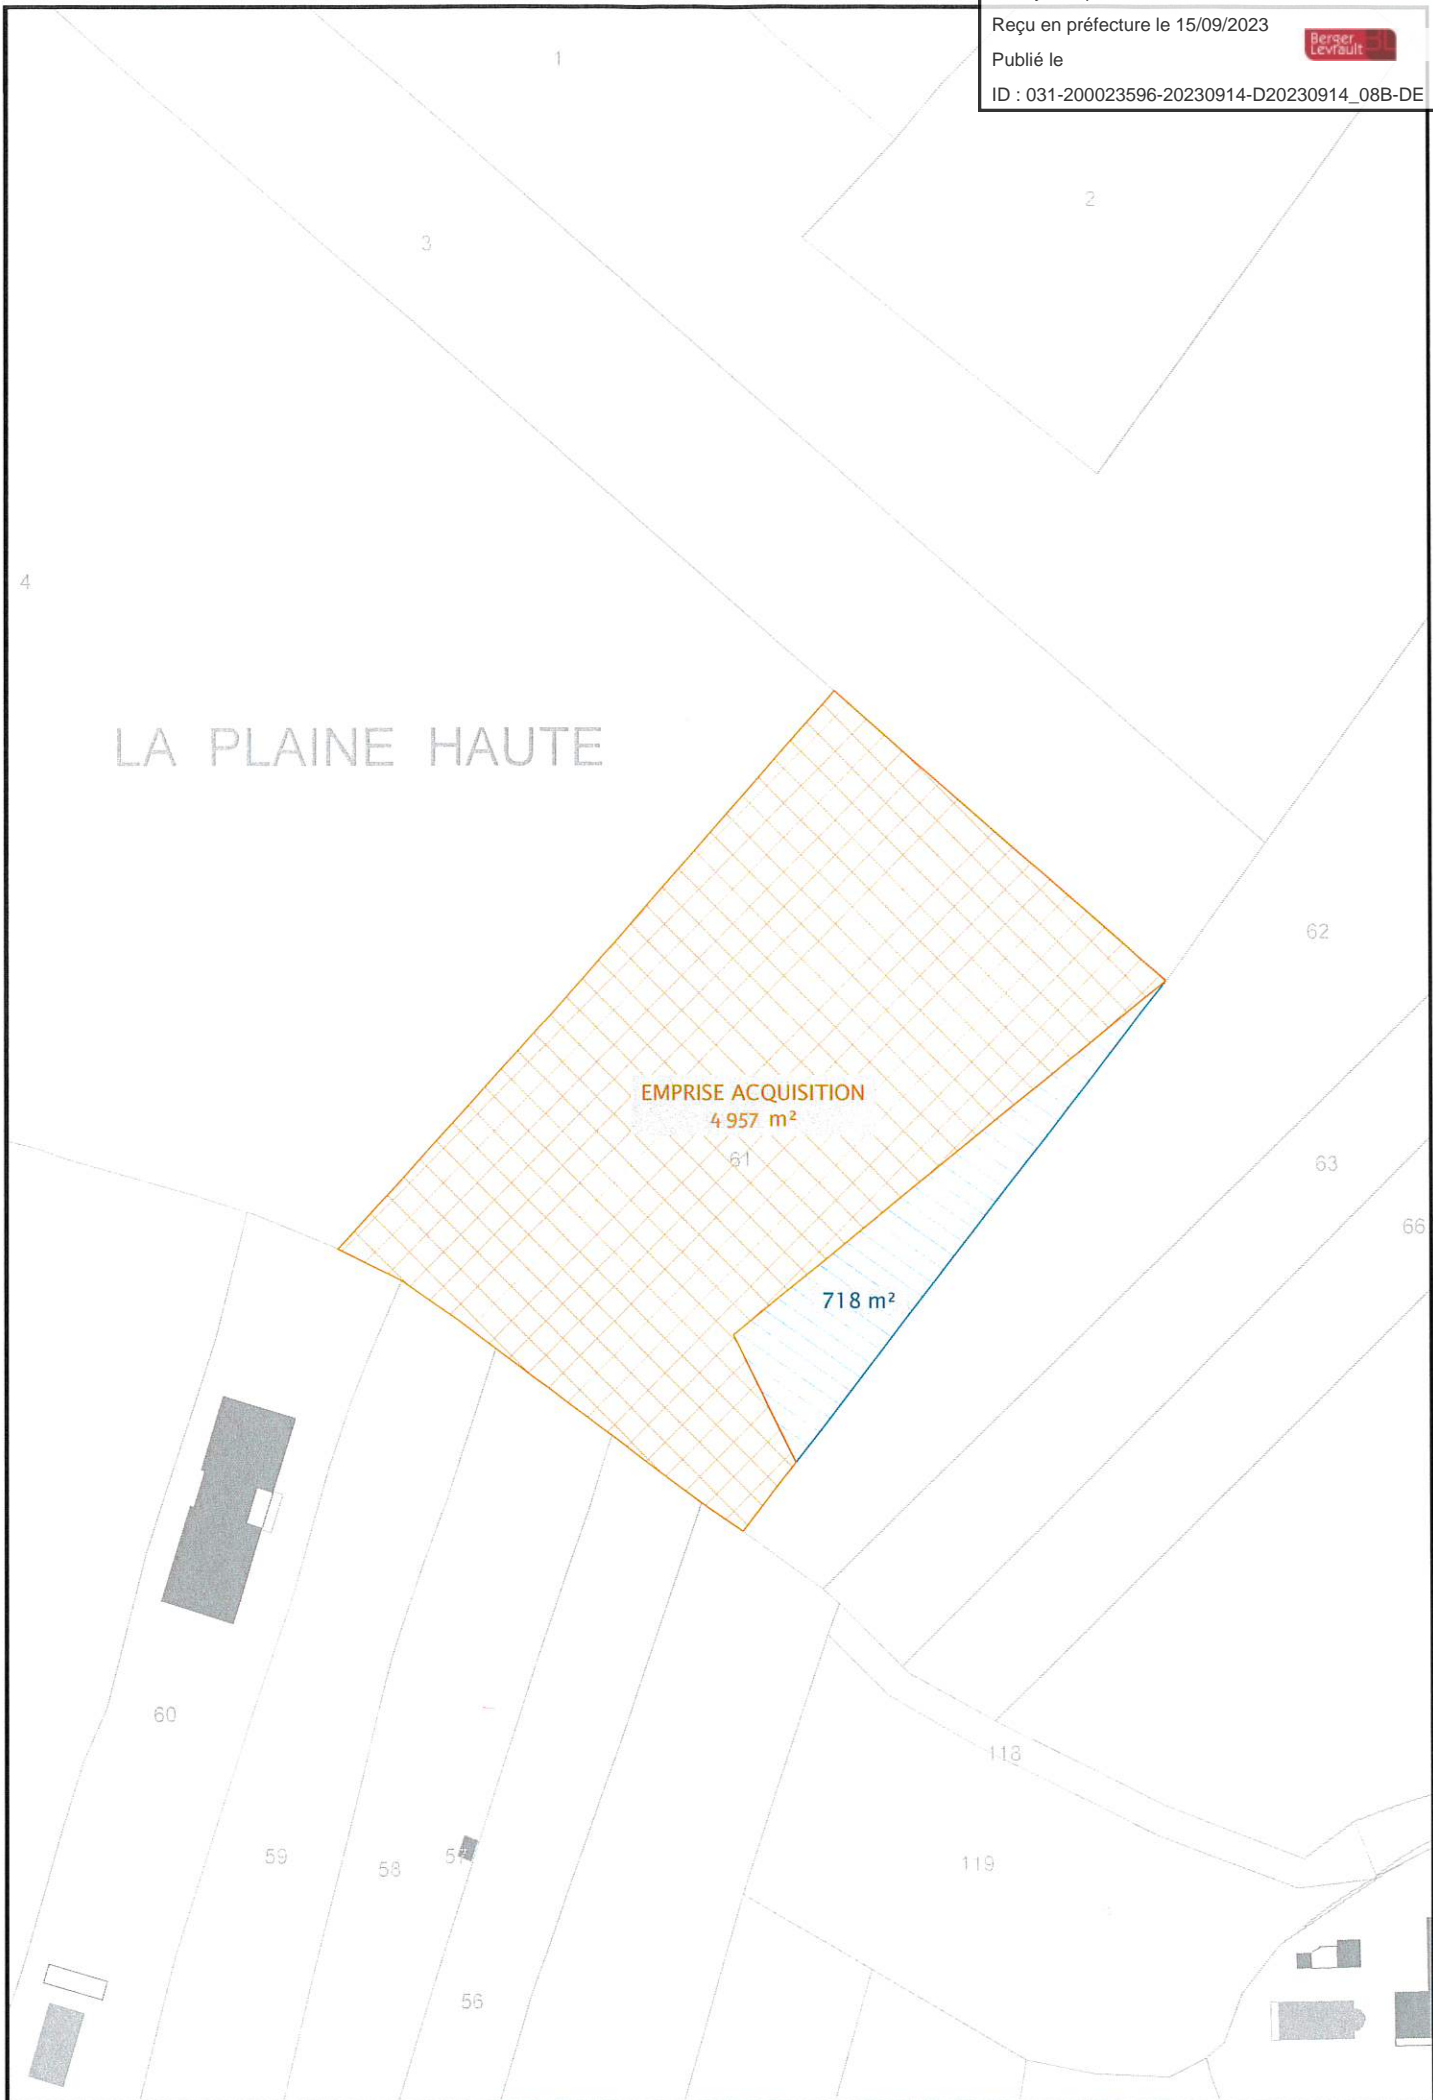 Reçu en préfecture le 15/09/2023
Publié le
Berger
Levrault
ID : 031-200023596-20230914-D20230914_08B-DE
1
2
3
4
LA PLAINE HAUTE
62
EMPRISE ACQUISITION
4 957 m²
61
63
66
718 m²
60
118
59
58
57
119
56